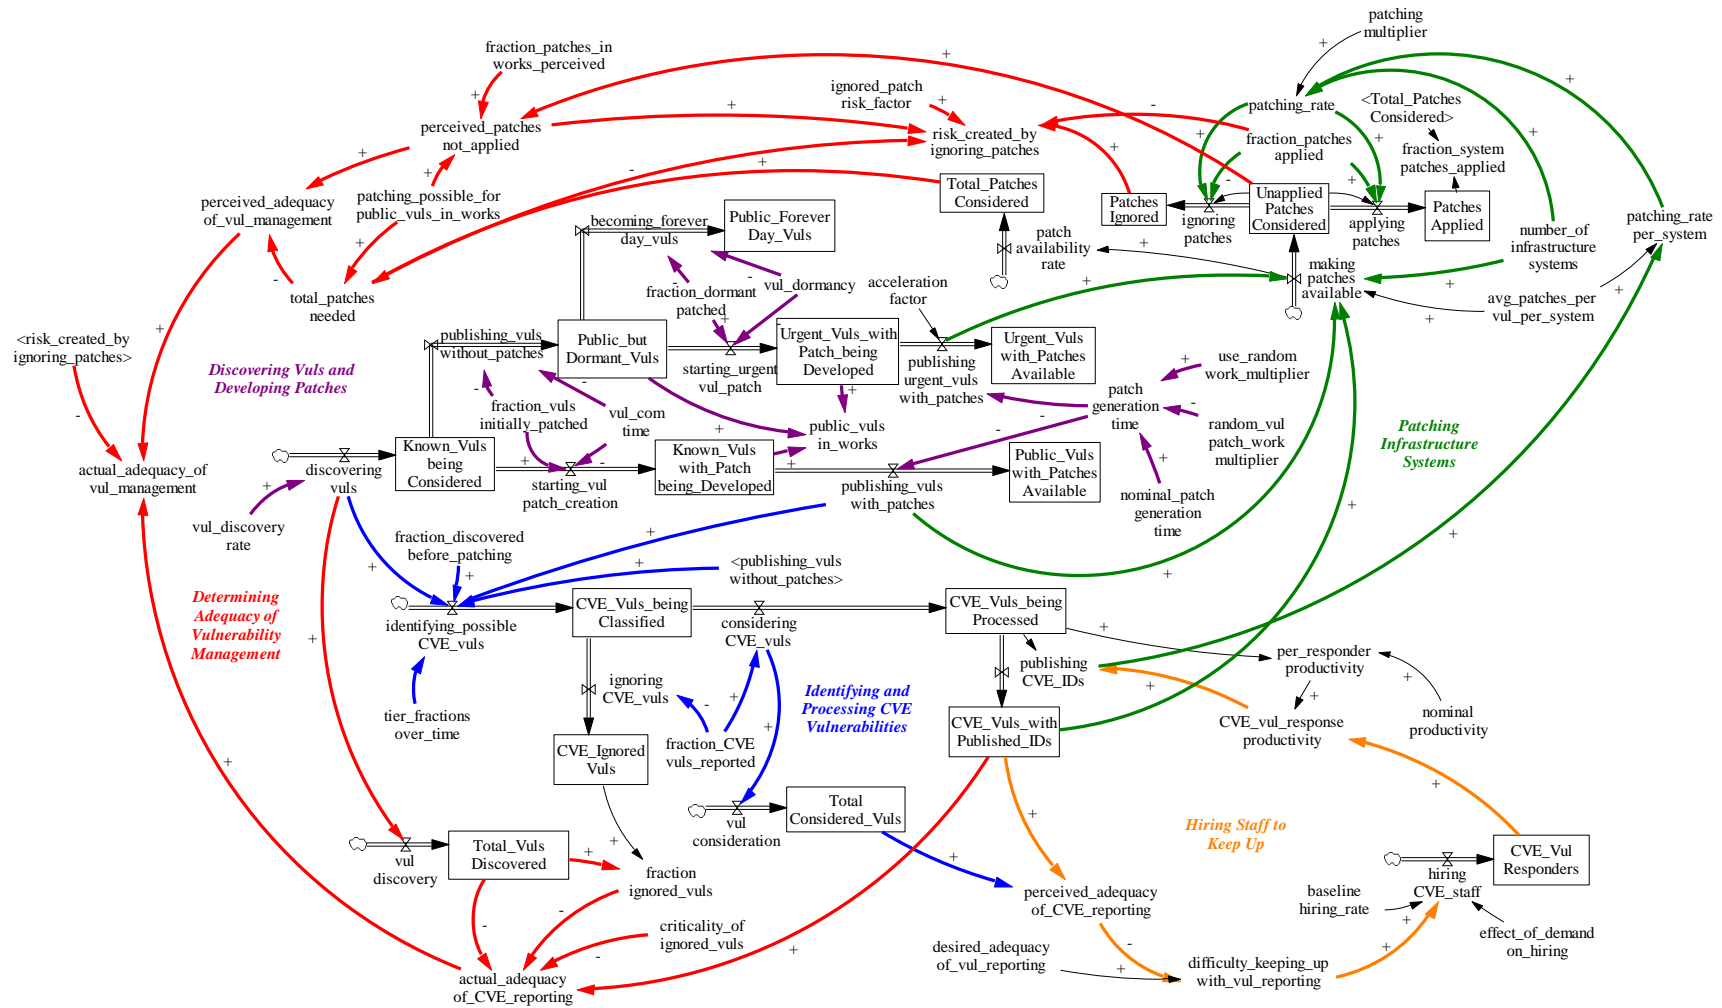 patching
multiplier
fraction_patches_in
works_perceived
ignored_patch
risk_factor
patching_rate
<Total_Patches
Considered>
perceived_patches
not_applied
risk_created_by
ignoring_patches
fraction_patches
applied
fraction_system
patches_applied
perceived_adequacy
of_vul_management
patching_possible_for
public_vuls_in_works
Total_Patches
Considered
Patches
Ignored
ignoring
patches
Unapplied
Patches
Considered
applying
patches
Patches
Applied
patching_rate
per_system
becoming_forever
day_vuls
Public_Forever
Day_Vuls
patch
availability
rate
number_of
infrastructure
systems
making
patches
available
total_patches
needed
fraction_dormant
patched
vul_dormancy
acceleration
factor
avg_patches_per
vul_per_system
<risk_created_by
ignoring_patches>
Discovering Vuls and
Developing Patches
publishing_vuls
without_patches
Public_but
Dormant_Vuls
starting_urgent
vul_patch
Urgent_Vuls_with
Patch_being
Developed
publishing
urgent_vuls
with_patches
Urgent_Vuls
with_Patches
Available
use_random
work_multiplier
patch
generation
time
random_vul
patch_work
multiplier
Patching
Infrastructure
Systems
fraction_vuls
initially_patched
vul_com
time
public_vuls
in_works
actual_adequacy_of
vul_management
discovering
vuls
Known_Vuls
being
Considered
starting_vul
patch_creation
Known_Vuls
with_Patch
being_Developed
publishing_vuls
with_patches
Public_Vuls
with_Patches
Available
nominal_patch
generation
time
vul_discovery
rate
fraction_discovered
before_patching
<publishing_vuls
without_patches>
Determining
Adequacy of
Vulnerability
Management
identifying_possible
CVE_vuls
CVE_Vuls_being
Classified
considering
CVE_vuls
CVE_Vuls_being
Processed
publishing
CVE_IDs
per_responder
productivity
ignoring
CVE_vuls
Identifying and
Processing CVE
Vulnerabilities
tier_fractions
over_time
CVE_Vuls_with
Published_IDs
CVE_vul_response
productivity
nominal
productivity
CVE_Ignored
Vuls
fraction_CVE
vuls_reported
vul
consideration
Total
Considered_Vuls
Hiring Staff to
Keep Up
vul
discovery
Total_Vuls
Discovered
fraction
ignored_vuls
perceived_adequacy
of_CVE_reporting
hiring
CVE_staff
CVE_Vul
Responders
baseline
hiring_rate
criticality_of
ignored_vuls
desired_adequacy
of_vul_reporting
effect_of_demand
on_hiring
actual_adequacy
of_CVE_reporting
difficulty_keeping_up
with_vul_reporting